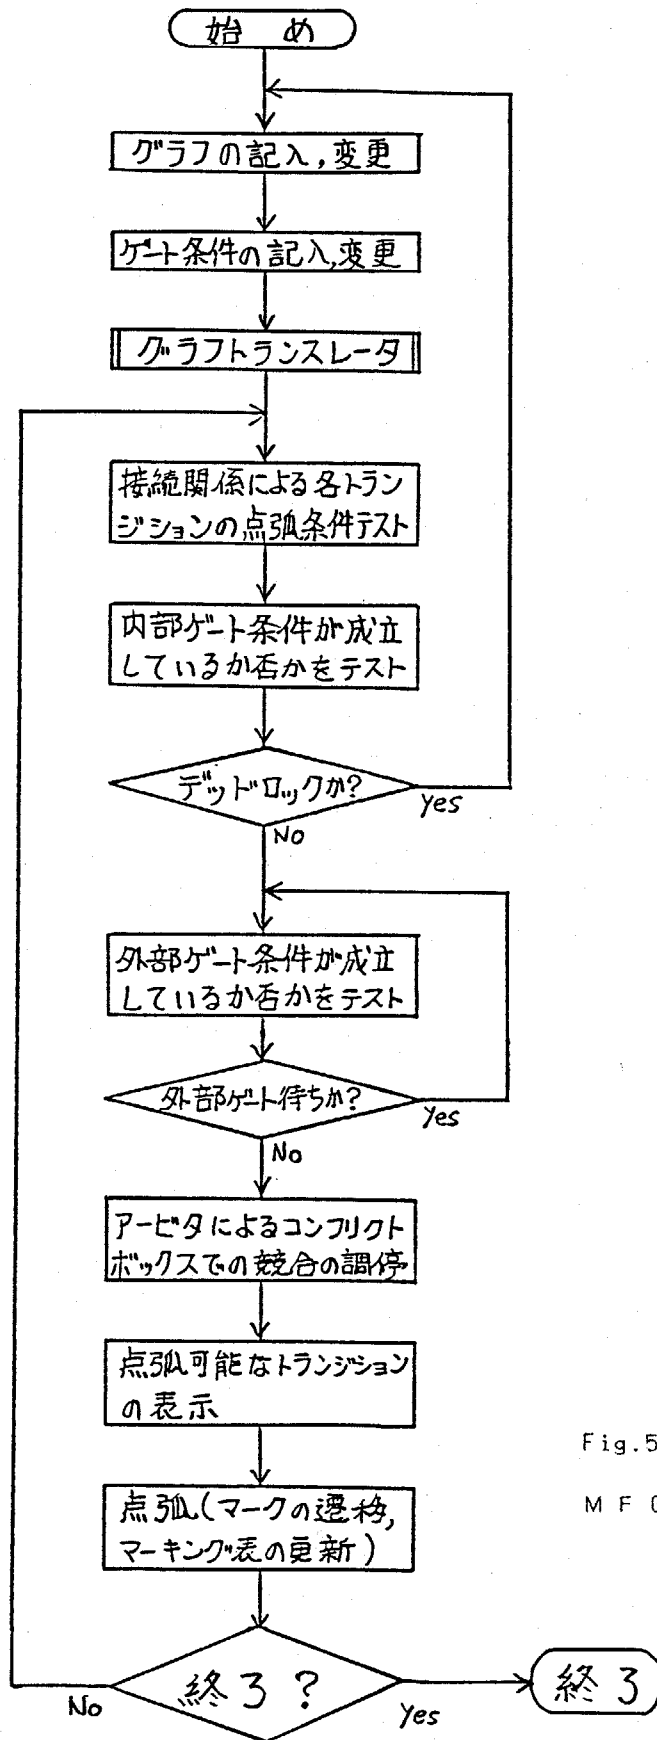 始め
グラフの記入,変更
ゲート条件の記入,変更
グラフトランスレータ
接続関係による各トラン
ジションの点弧条件テスト
内部ゲート条件が成立
しているか否かをテスト
デッドロックか?
yes
No
外部ゲート条件が成立
しているか否かをテスト
外部ゲート待ちか?
yes
No
アービタによるコンフリクト
ボックスでの競合の調停
点弧可能なトランジション
の表示
Fig.5
点弧(マークの遷移,
マーキング表の更新)
M F
終了?
No
yes
終了